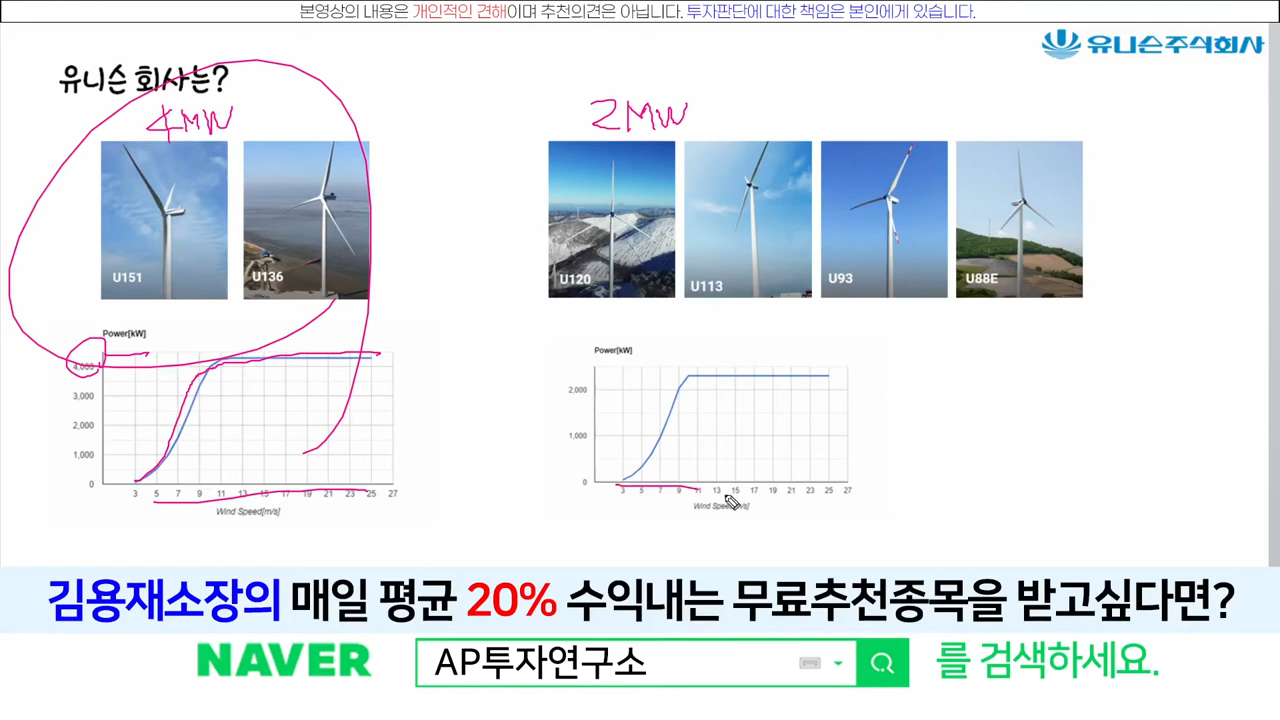 본영상의 내용은 개인적인 견해이며 추천의견은 아닙니다. 투자판단에 대한 책임은 본인에게 있습니다.
유니슨주식회사
유니슨 회사는?
4MW
2MW
U151
U136
U120
U113
U93
U88E
Power[kW]
4,000
3,000
2,000
1,000
0
3 5 7 9 11 13 15 17 19 21 23 25 27
Wind Speed[m/s]
Power[kW]
2,000
1,000
0
3 5 7 9 11 13 15 17 19 21 23 25 27
Wind Speed[m/s]
김용재소장의 매일 평균 20% 수익내는 무료추천종목을 받고싶다면?
NAVER AP투자연구소 를 검색하세요.